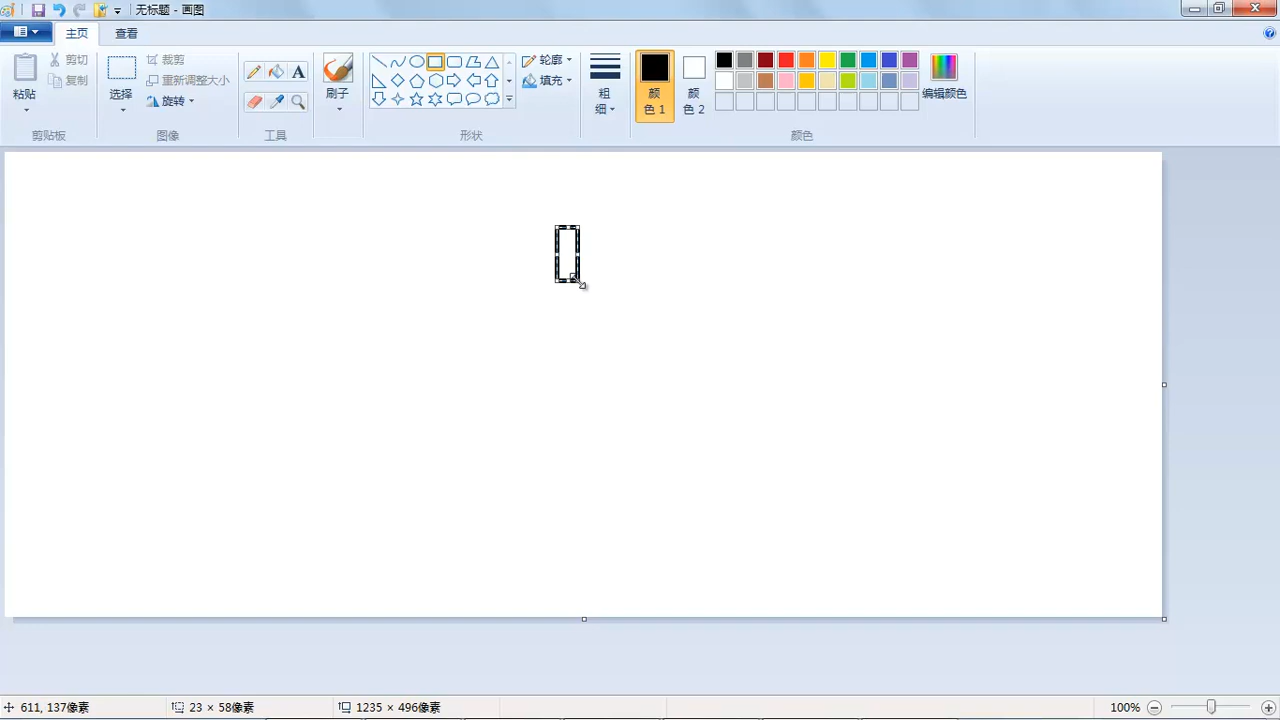 无标题 - 画图
主页
查看
粘贴
剪切
复制
剪贴板
选择
裁剪
重新调整大小
旋转
图像
A
工具
刷子
轮廓
填充
形状
粗
细
颜
色 1
颜
色 2
编辑颜色
颜色
611, 137像素
23 × 58像素
1235 × 496像素
100%